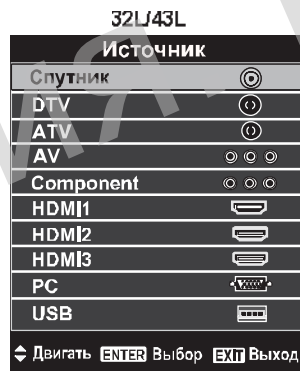 32L/43L
Источник
Спутник
DTV
ATV
AV
Component
HDMI1
HDMI2
HDMI3
PC
USB
Двигать ENTER Выбор EXIT Выход